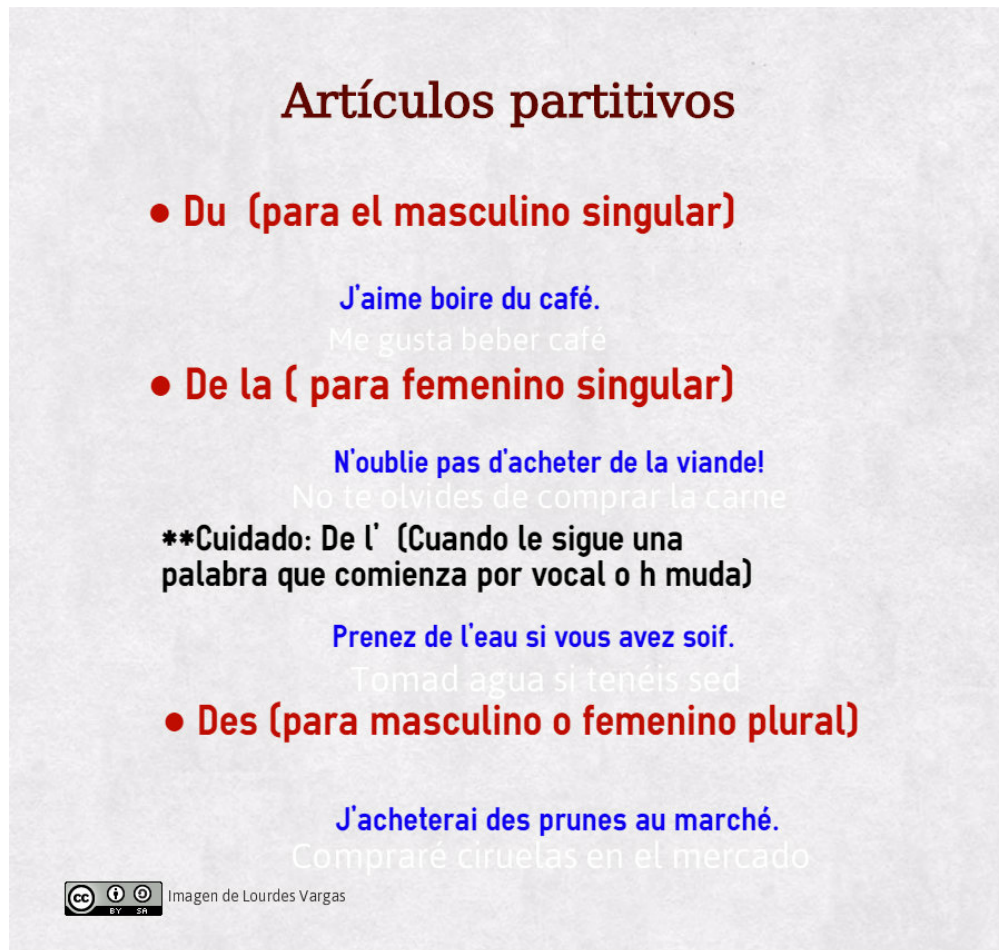 Artículos partitivos
● Du (para el masculino singular)
J'aime boire du café.
Me gusta beber café
● De la ( para femenino singular)
N'oublie pas d'acheter de la viande!
No te olvides de comprar la carne
**Cuidado: De l' (Cuando le sigue una
palabra que comienza por vocal o h muda)
Prenez de l'eau si vous avez soif.
Tomad agua si tenéis sed
● Des (para masculino o femenino plural)
J'acheterai des prunes au marché.
Compraré ciruelas en el mercado
cc BY SA Imagen de Lourdes Vargas